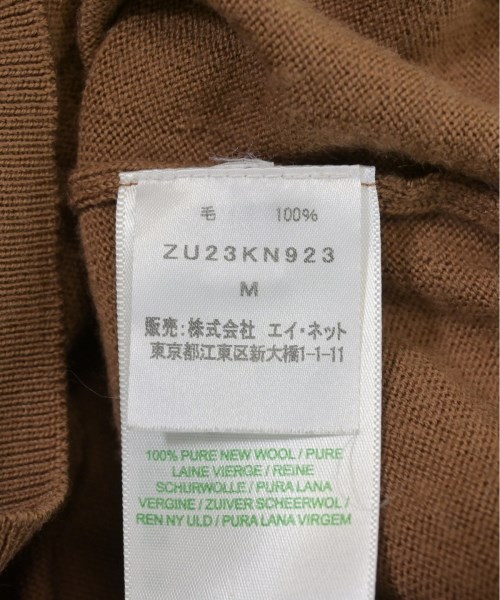 毛 100%
ZU23KN923
M
販売:株式会社 エイ・ネット
東京都江東区新大橋1-1-11
100% PURE NEW WOOL / PURE
LAINE VIERGE / REINE
SCHURWOLLE / PURA LANA
VERGINE / ZUIVER SCHEERWOL /
REN NY ULD / PURA LANA VIRGEM